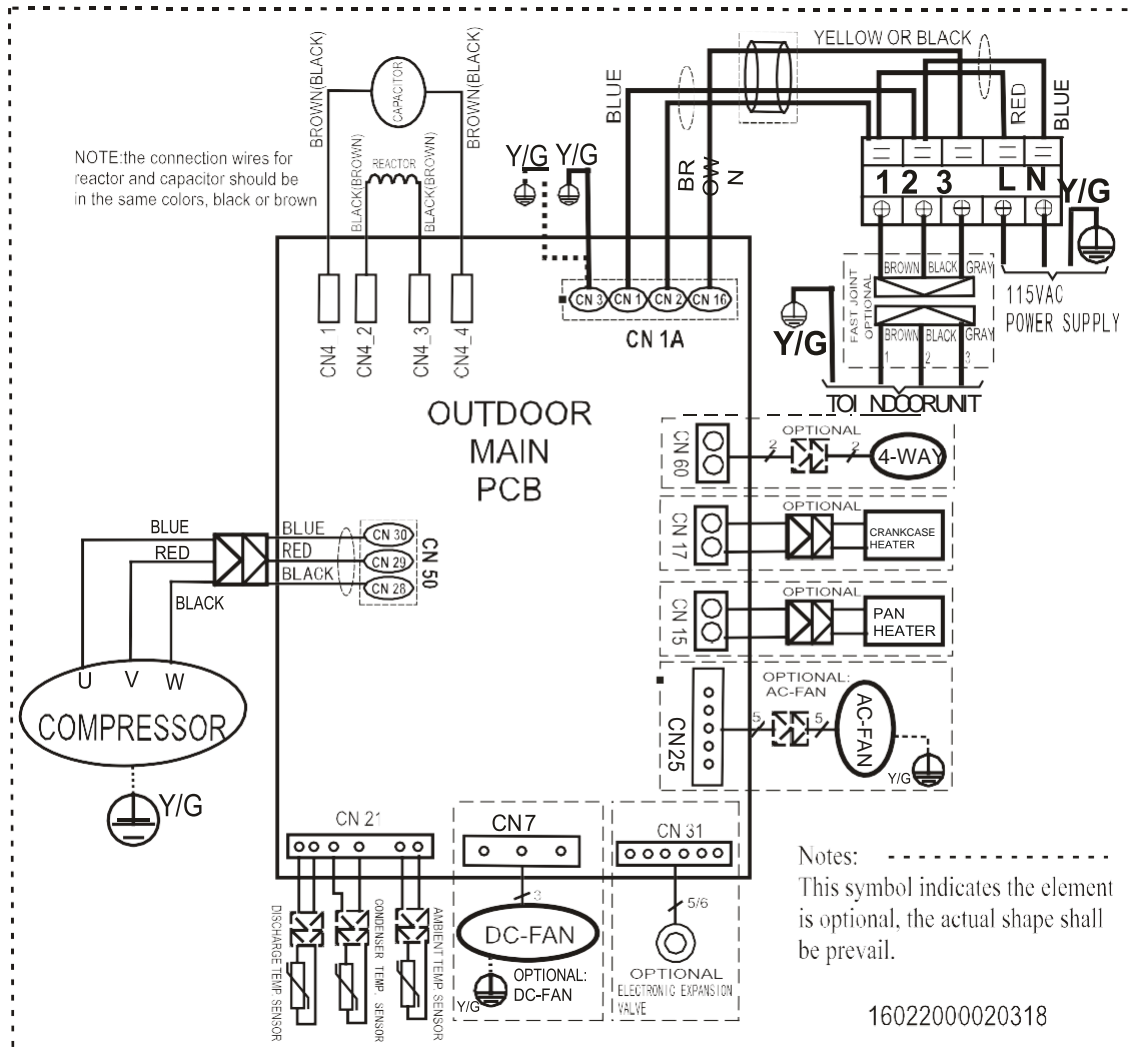 YELLOW OR BLACK
BROWN(BLACK)
CAPACITOR
BROWN(BLACK)
BLUE
RED
BLUE
NOTE:the connection wires for
reactor and capacitor should be
in the same colors, black or brown
BLACK(BROWN)
REACTOR
BLACK(BROWN)
Y/G
Y/G
BR
OW
N
1 2 3 L N
Y/G
CN4_1
CN4_2
CN4_3
CN4_4
CN 3
CN 1
CN 2
CN 16
CN 1A
Y/G
FAST JOINT
OPTIONAL
BROWN
BLACK
GRAY
BROWN
BLACK
GRAY
1
2
3
115VAC
POWER SUPPLY
TOI NDOORUNIT
OUTDOOR
MAIN
PCB
CN 60
OPTIONAL
2
2
4-WAY
CN 17
OPTIONAL
CRANKCASE
HEATER
BLUE
RED
BLACK
BLUE
RED
BLACK
CN 30
CN 29
CN 28
CN 50
CN 15
OPTIONAL
PAN
HEATER
U V W
COMPRESSOR
Y/G
CN25
OPTIONAL:
AC-FAN
5
5
AC-FAN
Y/G
CN 21
DISCHARGE TEMP. SENSOR
CONDENSER TEMP. SENSOR
AMBIENT TEMP. SENSOR
CN7
3
DC-FAN
OPTIONAL:
DC-FAN
Y/G
CN 31
5/6
OPTIONAL
ELECTRONIC EXPANSION
VALVE
Notes:
This symbol indicates the element
is optional, the actual shape shall
be prevail.
16022000020318